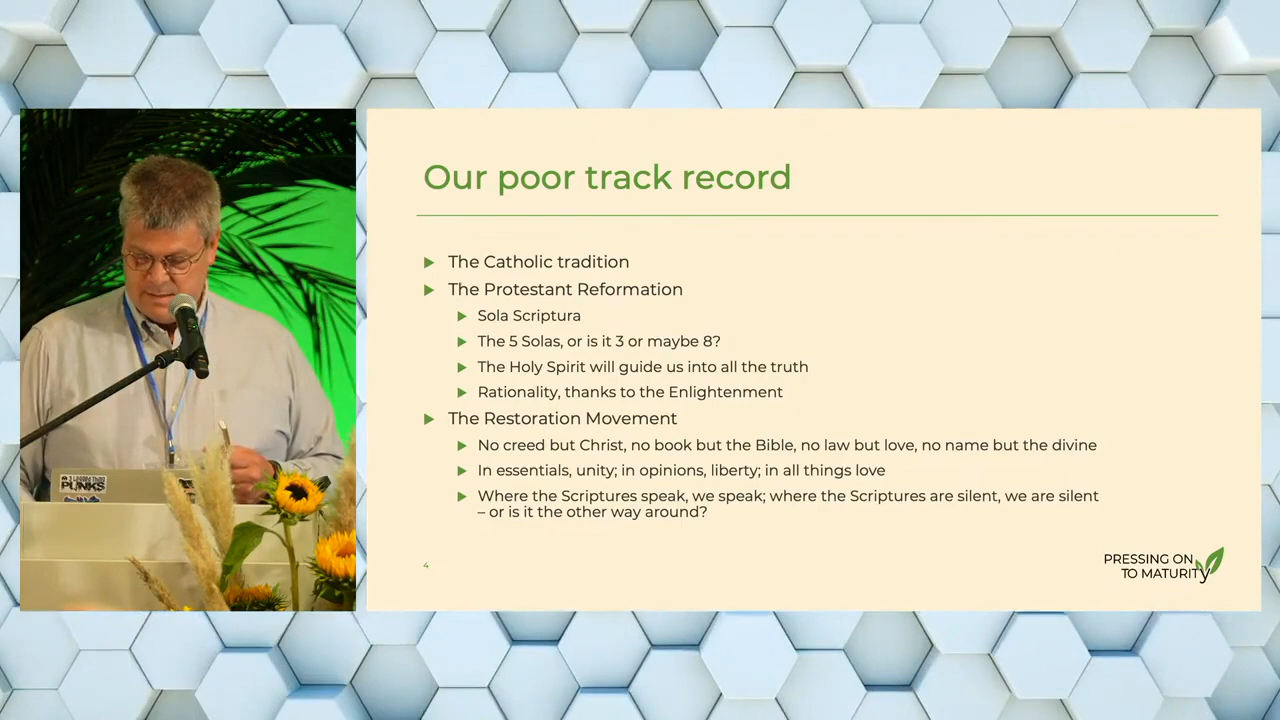 Our poor track record
The Catholic tradition
The Protestant Reformation
Sola Scriptura
The 5 Solas, or is it 3 or maybe 8?
The Holy Spirit will guide us into all the truth
Rationality, thanks to the Enlightenment
The Restoration Movement
No creed but Christ, no book but the Bible, no law but love, no name but the divine
In essentials, unity; in opinions, liberty; in all things love
Where the Scriptures speak, we speak; where the Scriptures are silent, we are silent
– or is it the other way around?
4
PRESSING ON
TO MATURITy
PUNKS